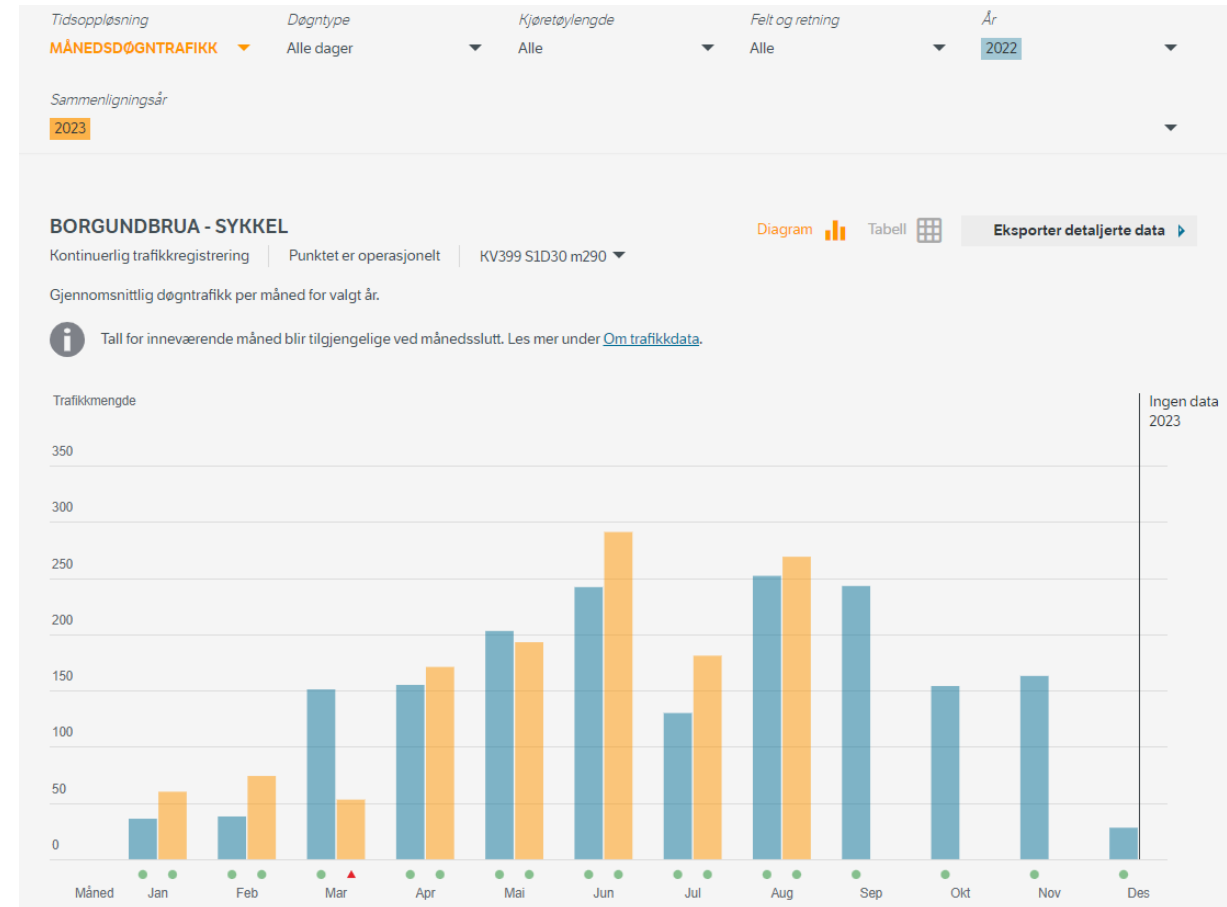 Tidsoppløsning Døgntype Kjøretøylengde Felt og retning År
MÅNEDSDØGNTRAFIKK Alle dager Alle Alle 2022
Sammenligningsår
2023
BORGUNDBRUA - SYKKEL
Diagram Tabell Eksporter detaljerte data
Kontinuerlig trafikkregistrering Punktet er operasjonelt KV399 S1D30 m290
Gjennomsnittlig døgntrafikk per måned for valgt år.
Tall for inneværende måned blir tilgjengelige ved månedsslutt. Les mer under Om trafikkdata.
Trafikkmengde
Ingen data
2023
350
300
250
200
150
100
50
0
Måned Jan Feb Mar Apr Mai Jun Jul Aug Sep Okt Nov Des